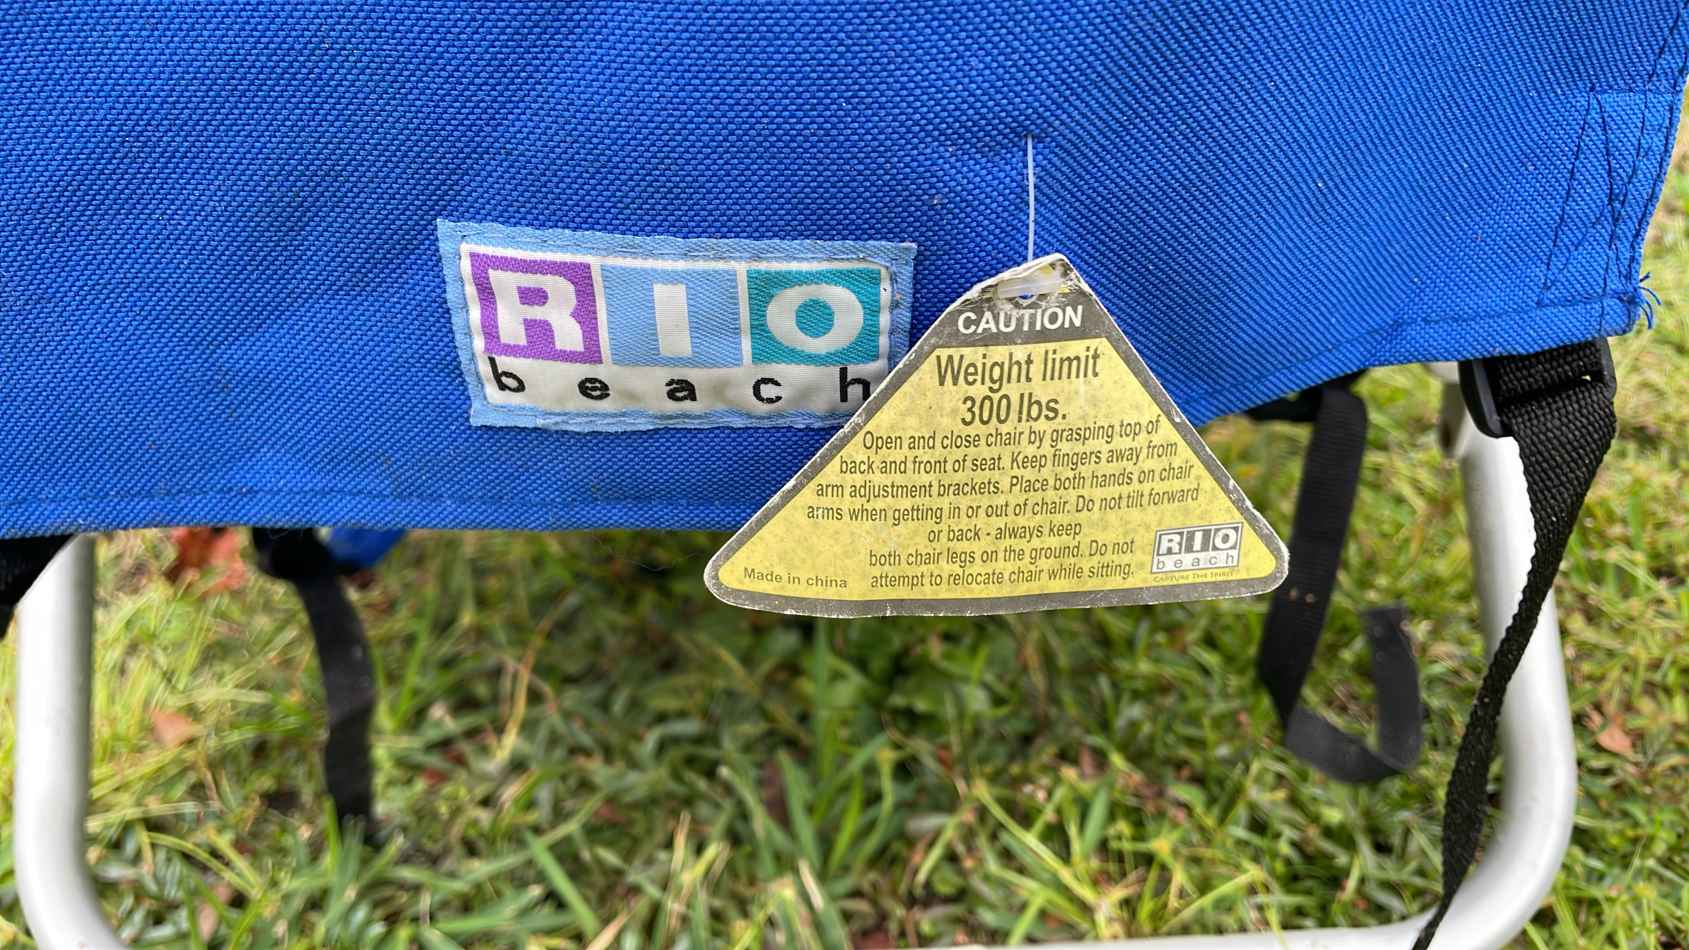 RIO
beach
CAUTION
Weight limit
300 lbs.
Open and close chair by grasping top of
back and front of seat. Keep fingers away from
arm adjustment brackets. Place both hands on chair
arms when getting in or out of chair. Do not tilt forward
or back - always keep
both chair legs on the ground. Do not
attempt to relocate chair while sitting.
Made in china
RIO
beach
CAPTURE THE SPIRIT